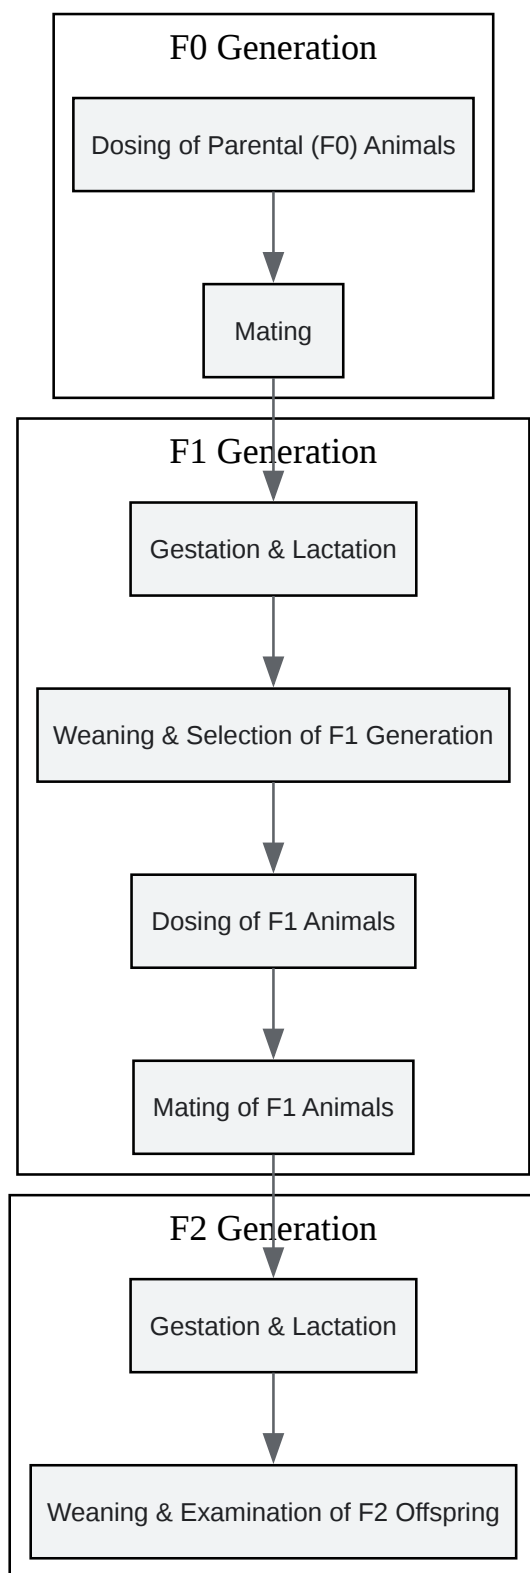 F0 Generation
Dosing of Parental (F0) Animals
Mating
F1 Generation
Gestation & Lactation
Weaning & Selection of F1 Generation
Dosing of F1 Animals
Mating of F1 Animals
F2 Generation
Gestation & Lactation
Weaning & Examination of F2 Offspring